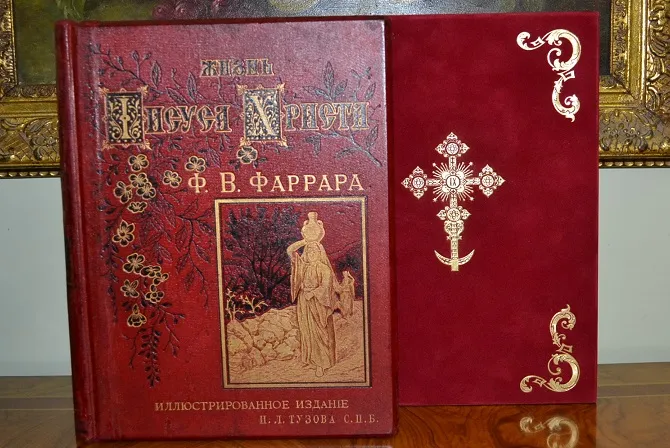 ЖИЗНЬ
Іисуса Христа
Ф. В. ФАРРАРА
ИЛЛЮСТРИРОВАННОЕ ИЗДАНІЕ
И. Л. ТУЗОВА С.П.Б.